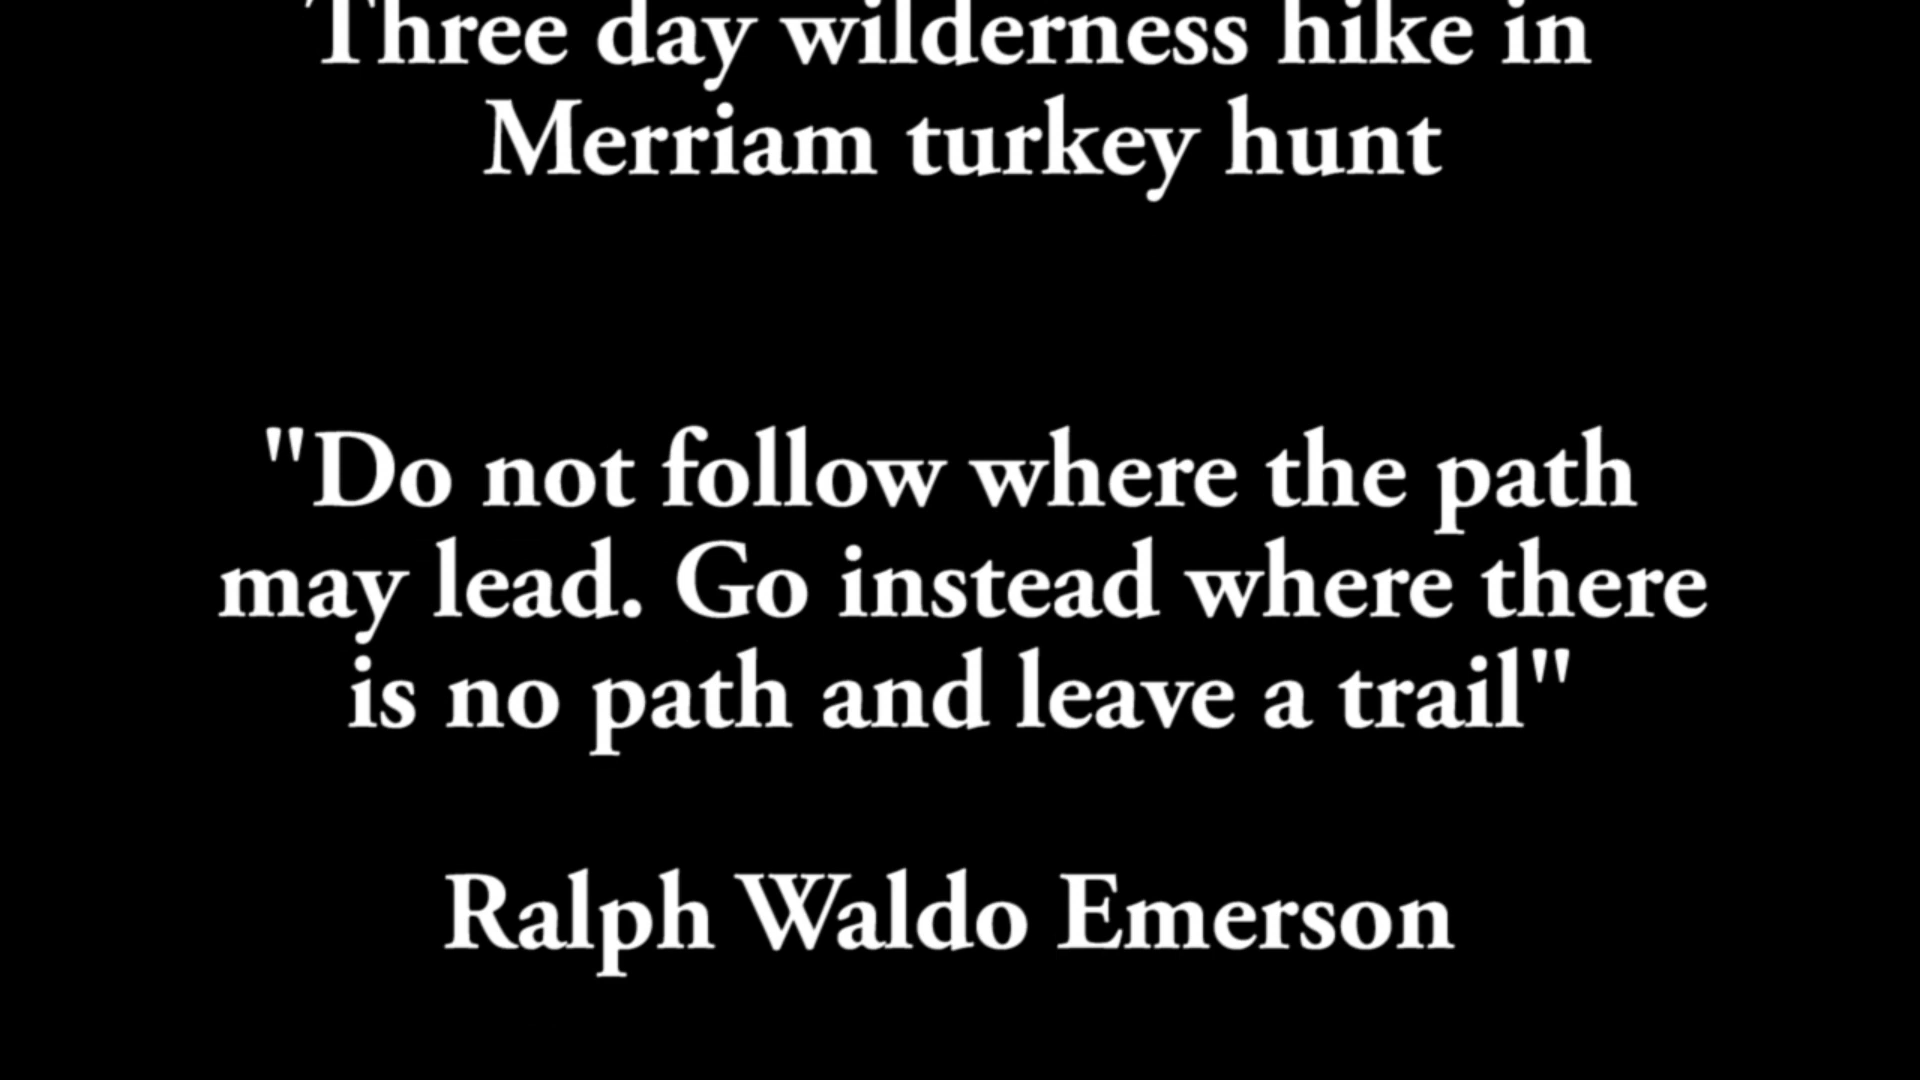 Three day wilderness hike in
Merriam turkey hunt
"Do not follow where the path
may lead. Go instead where there
is no path and leave a trail"
Ralph Waldo Emerson